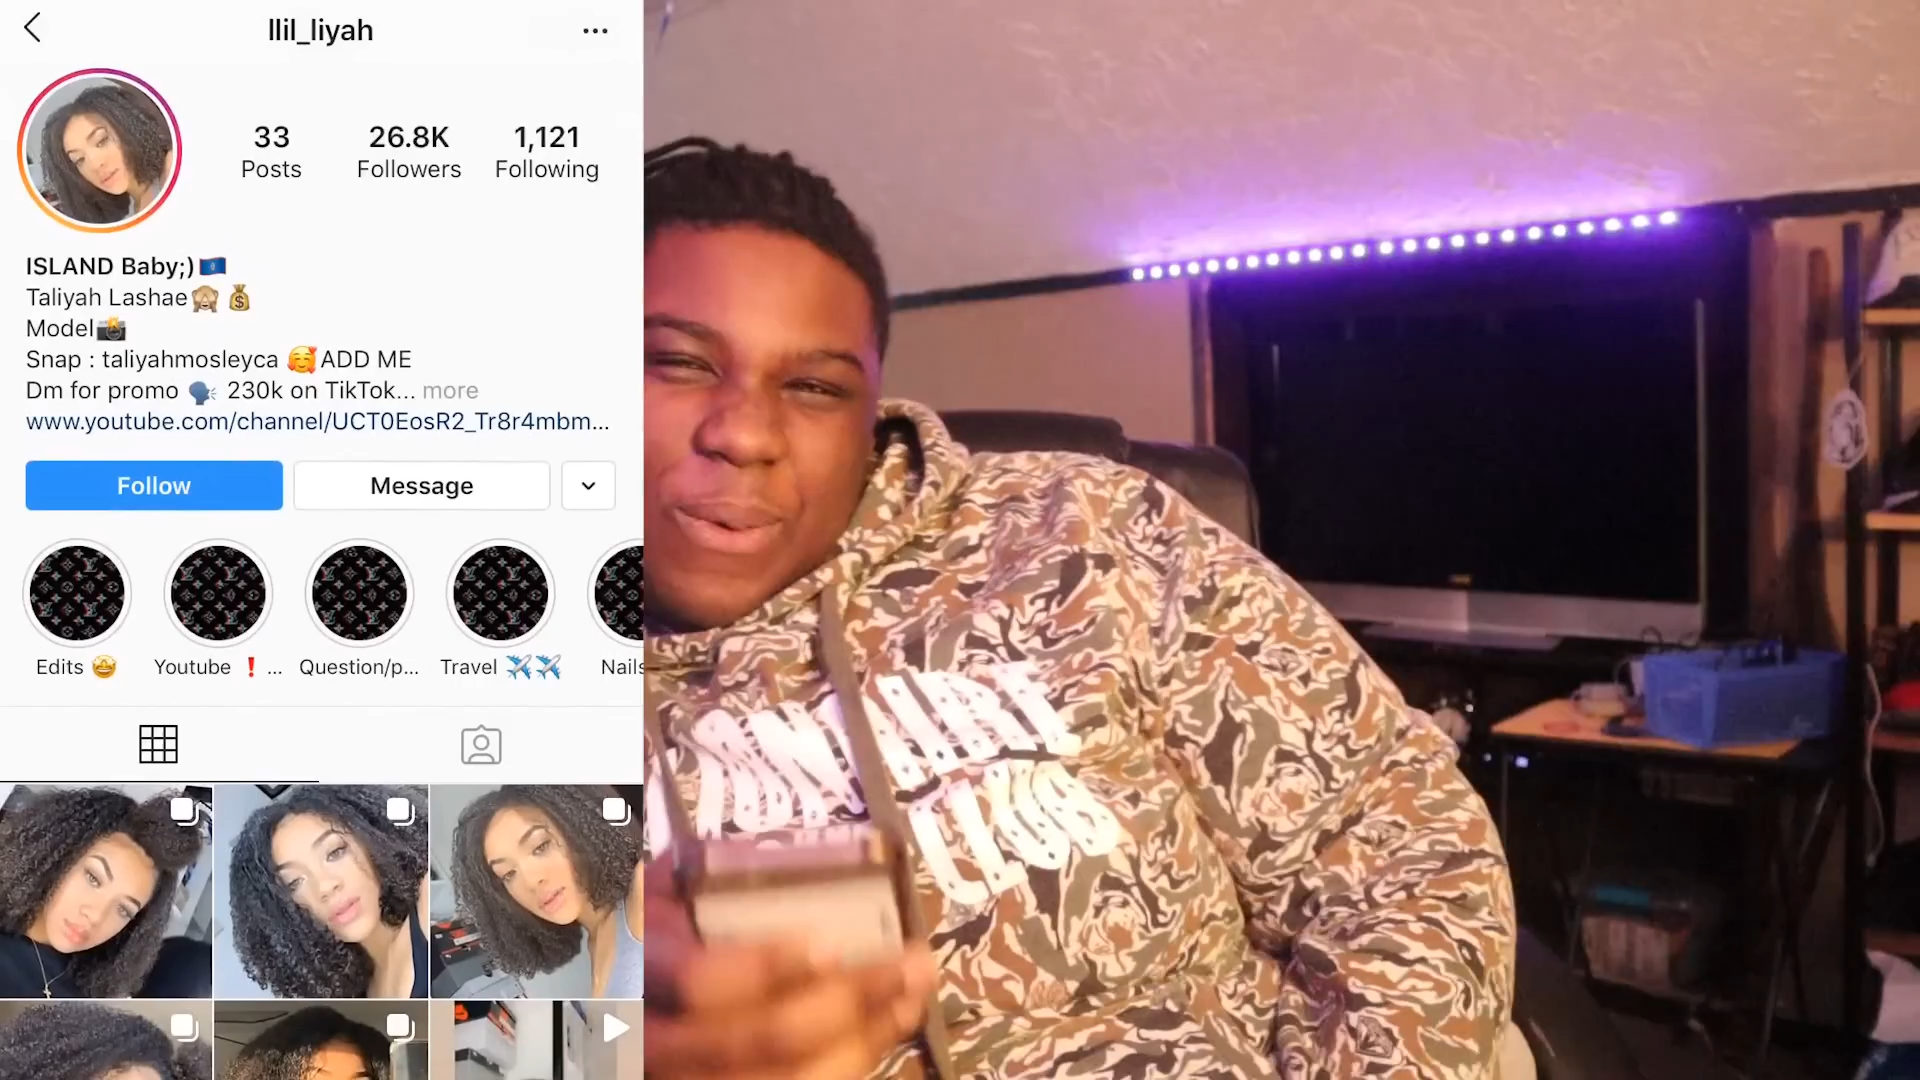 llil_liyah
33
Posts
26.8K
Followers
1,121
Following
ISLAND Baby;)
Taliyah Lashae🙈 💰
Model📸
Snap : taliyahmosleyca 🥰ADD ME
Dm for promo 🗣 230k on TikTok... more
www.youtube.com/channel/UCT0EosR2_Tr8r4mbm...
Follow
Message
Edits 🤩
Youtube ❗ ...
Question/p...
Travel ✈️✈️
Nails
CLUB